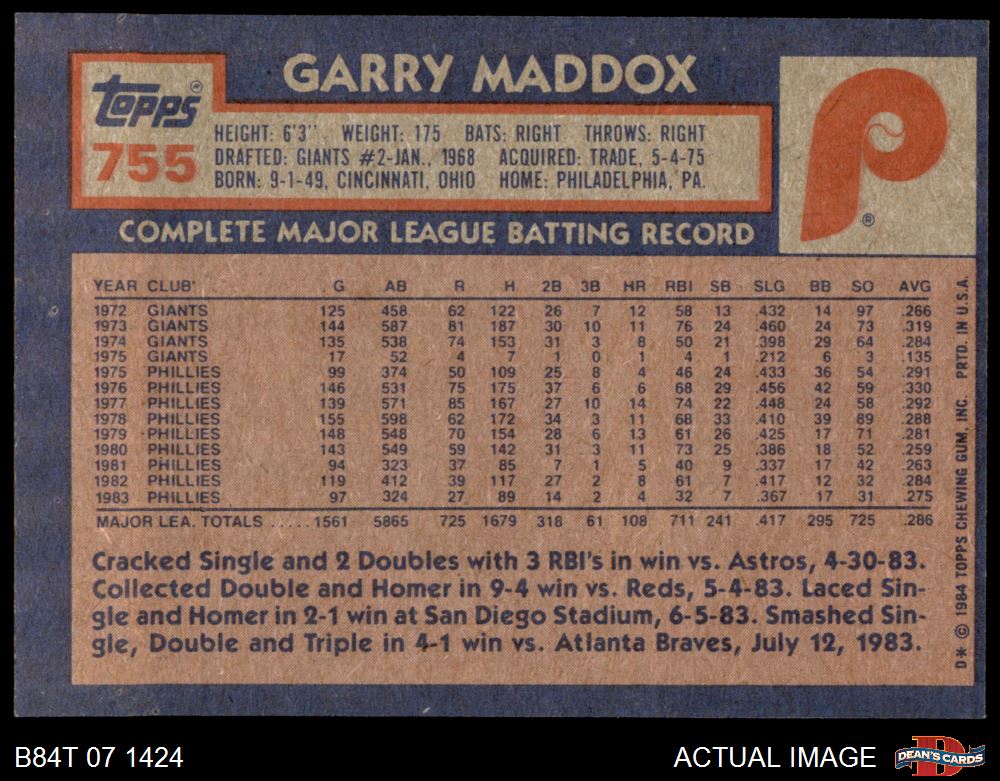 GARRY MADDOX
topps®
755
HEIGHT: 6'3" WEIGHT: 175 BATS: RIGHT THROWS: RIGHT
DRAFTED: GIANTS #2-JAN., 1968 ACQUIRED: TRADE, 5-4-75
BORN: 9-1-49, CINCINNATI, OHIO HOME: PHILADELPHIA, PA.
P
®
COMPLETE MAJOR LEAGUE BATTING RECORD
YEAR CLUB G AB R H 2B 3B HR RBI SB SLG BB SO AVG
1972 GIANTS 125 458 62 122 26 7 12 58 13 .432 14 97 .266
1973 GIANTS 144 587 81 187 30 10 11 76 24 .460 24 73 .319
1974 GIANTS 135 538 74 153 31 3 8 50 21 .398 29 64 .284
1975 GIANTS 17 52 4 7 1 0 1 4 1 .212 6 3 .135
1975 PHILLIES 99 374 50 109 25 8 4 46 24 .433 36 54 .291
1976 PHILLIES 146 531 75 175 37 6 6 68 29 .456 42 59 .330
1977 PHILLIES 139 571 85 167 27 10 14 74 22 .448 24 58 .292
1978 PHILLIES 155 598 62 172 34 3 11 68 33 .410 39 89 .288
1979 PHILLIES 148 548 70 154 28 6 13 61 26 .425 17 71 .281
1980 PHILLIES 143 549 59 142 31 3 11 73 25 .386 18 52 .259
1981 PHILLIES 94 323 37 85 7 1 5 40 9 .337 17 42 .263
1982 PHILLIES 119 412 39 117 27 2 8 61 7 .417 12 32 .284
1983 PHILLIES 97 324 27 89 14 2 4 32 7 .367 17 31 .275
MAJOR LEA. TOTALS ..... 1561 5865 725 1679 318 61 108 711 241 .417 295 725 .286
Cracked Single and 2 Doubles with 3 RBI's in win vs. Astros, 4-30-83.
Collected Double and Homer in 9-4 win vs. Reds, 5-4-83. Laced Sin-
gle and Homer in 2-1 win at San Diego Stadium, 6-5-83. Smashed Sin-
gle, Double and Triple in 4-1 win vs. Atlanta Braves, July 12, 1983.
D* © 1984 TOPPS CHEWING GUM, INC. PRTD. IN U.S.A.
B84T 07 1424
ACTUAL IMAGE
DEAN'S CARDS